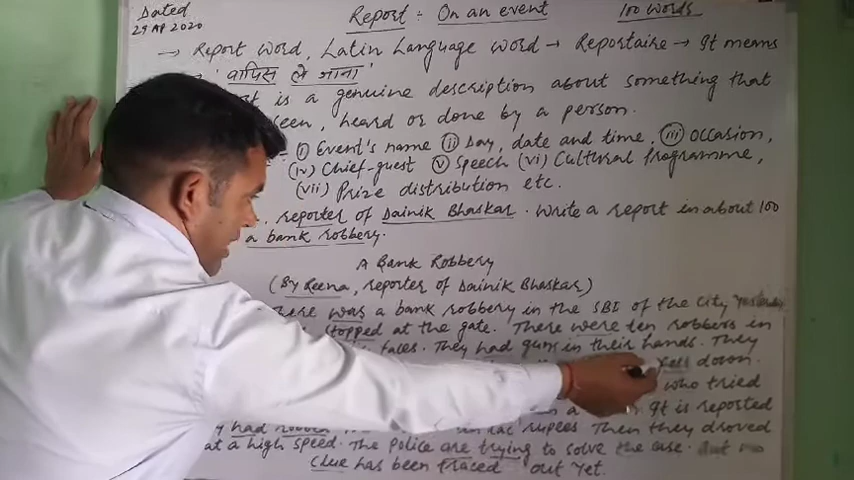 Dated
29 AP 2020
Report :- On an Event
100 Words
→ Report word, Latin Language word → Reportaire → It means
'वापिस ले जाना'
is a genuine description about something that
seen, heard or done by a person.
(i) Event's name (ii) Day, date and time, (iii) Occasion,
(iv) Chief-guest (v) Speech (vi) Cultural Programme,
(vii) Prize distribution etc.
reporter of Dainik Bhaskar. Write a report in about 100
a bank robbery.
A Bank Robbery
(By Reena, reporter of Dainik Bhaskar)
was a bank robbery in the SBI of the city yesterday
stopped at the gate. There were ten robbers in
faces. They had guns in their hands. They
down.
who tried
It is reported
They had rupees. Then they droved
at a high speed. The police are trying to solve the case. But no
clue has been traced out yet.